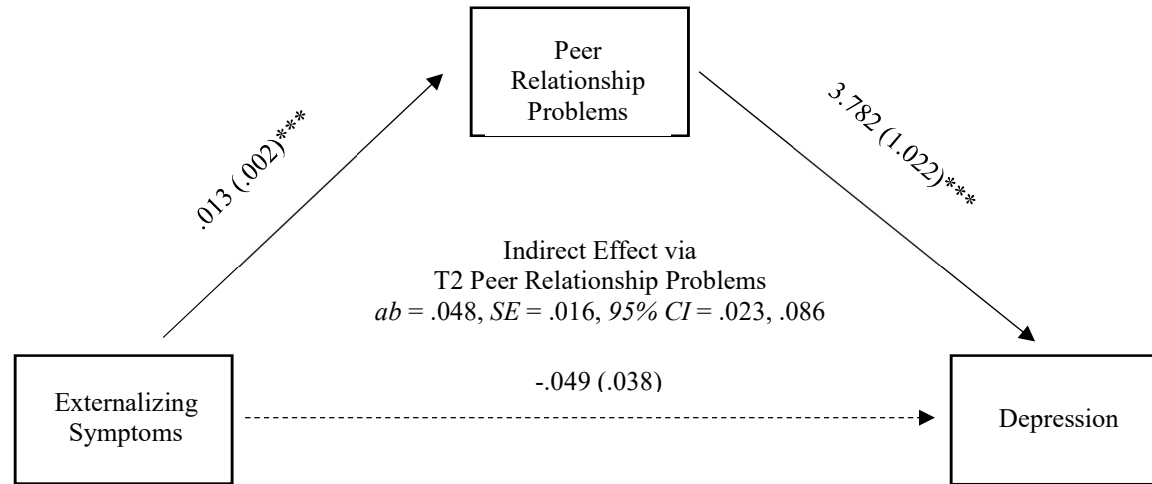 Peer
Relationship
Problems
.013 (.002)***
3.782 (1.022)***
Indirect Effect via
T2 Peer Relationship Problems
ab = .048, SE = .016, 95% CI = .023, .086
-.049 (.038)
Externalizing
Symptoms
Depression